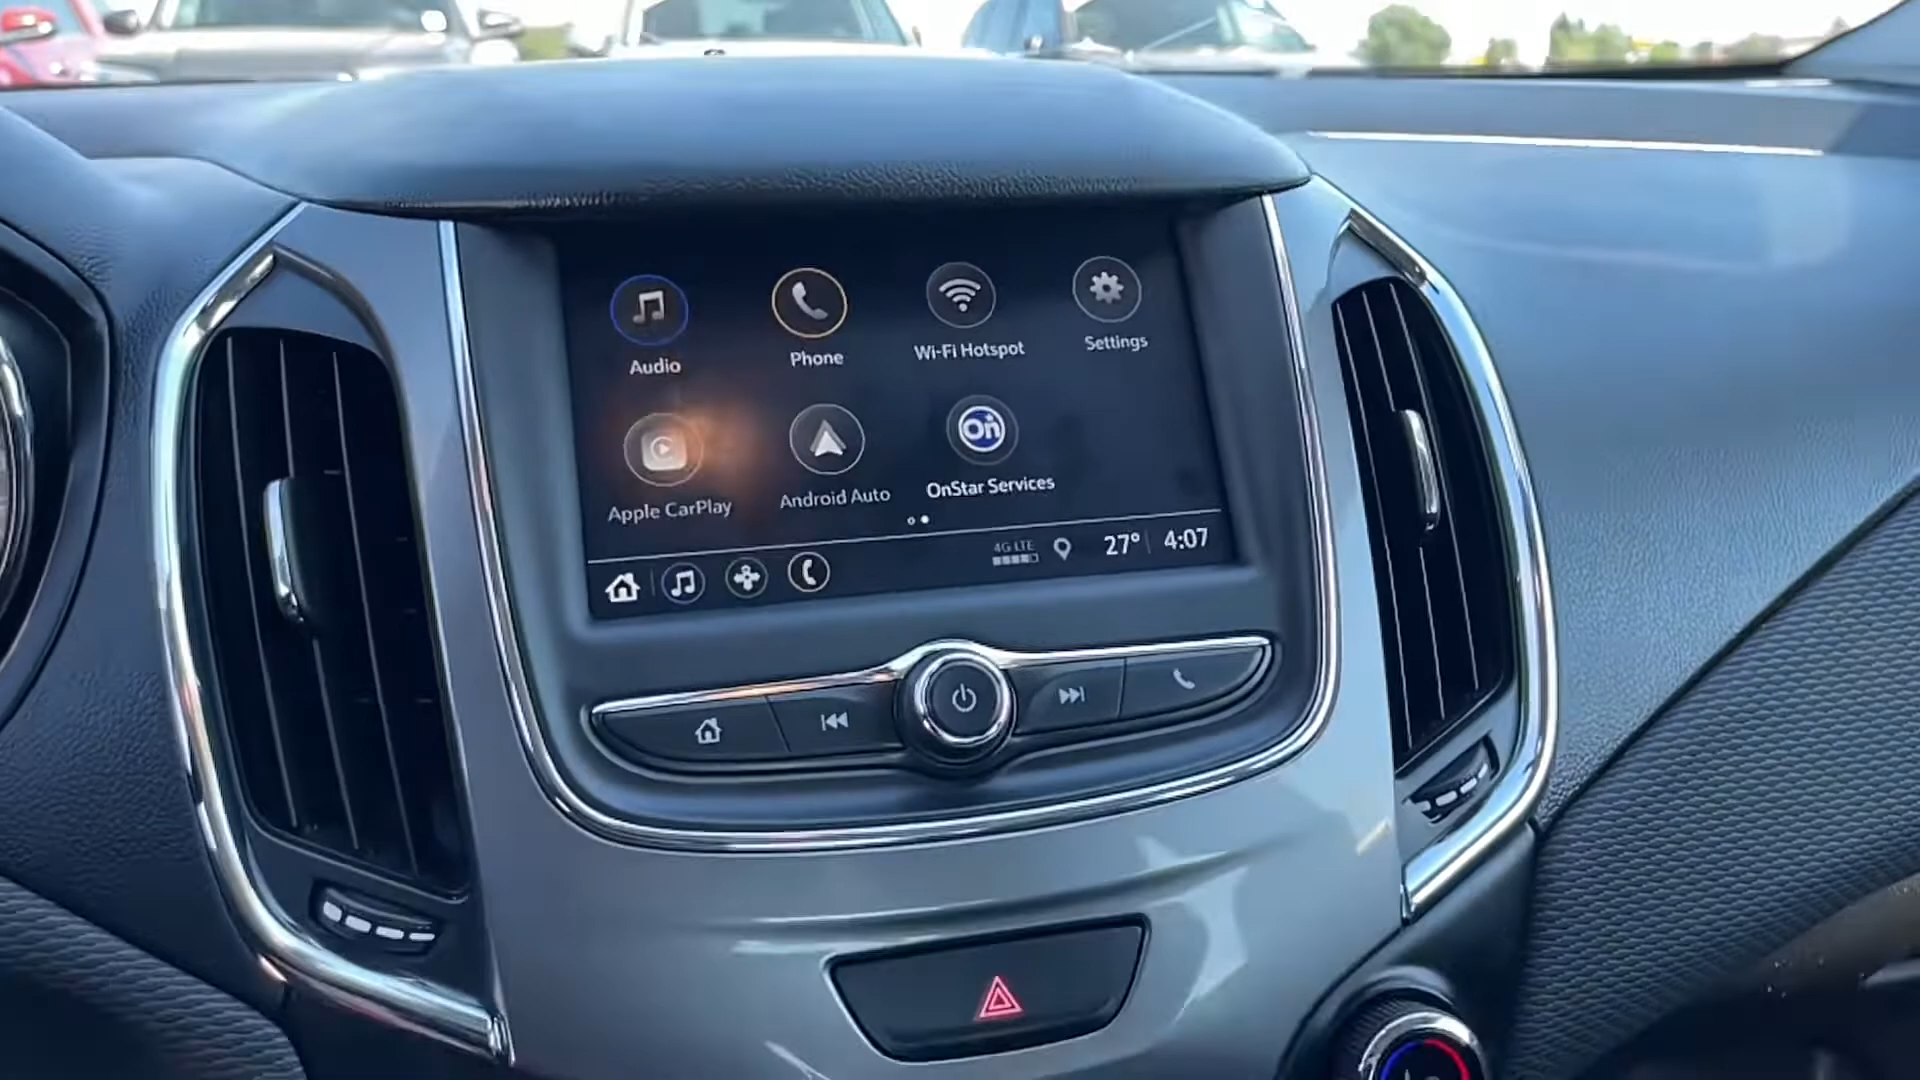 Audio
Phone
Wi-Fi Hotspot
Settings
Apple CarPlay
Android Auto
On
OnStar Services
4G LTE
27°
4:07